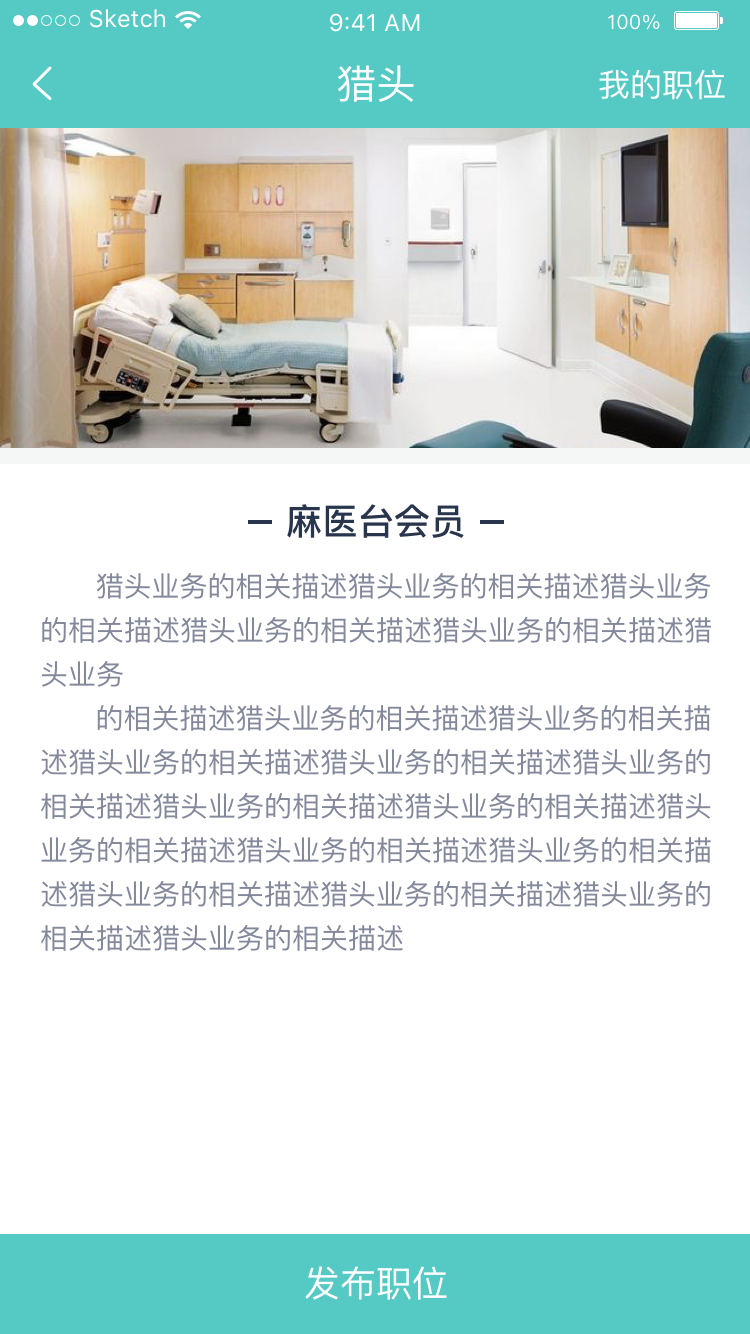 Sketch 9:41 AM 100%
猎头 我的职位
麻医台会员
猎头业务的相关描述猎头业务的相关描述猎头业务
的相关描述猎头业务的相关描述猎头业务的相关描述猎
头业务
的相关描述猎头业务的相关描述猎头业务的相关描
述猎头业务的相关描述猎头业务的相关描述猎头业务的
相关描述猎头业务的相关描述猎头业务的相关描述猎头
业务的相关描述猎头业务的相关描述猎头业务的相关描
述猎头业务的相关描述猎头业务的相关描述猎头业务的
相关描述猎头业务的相关描述
发布职位